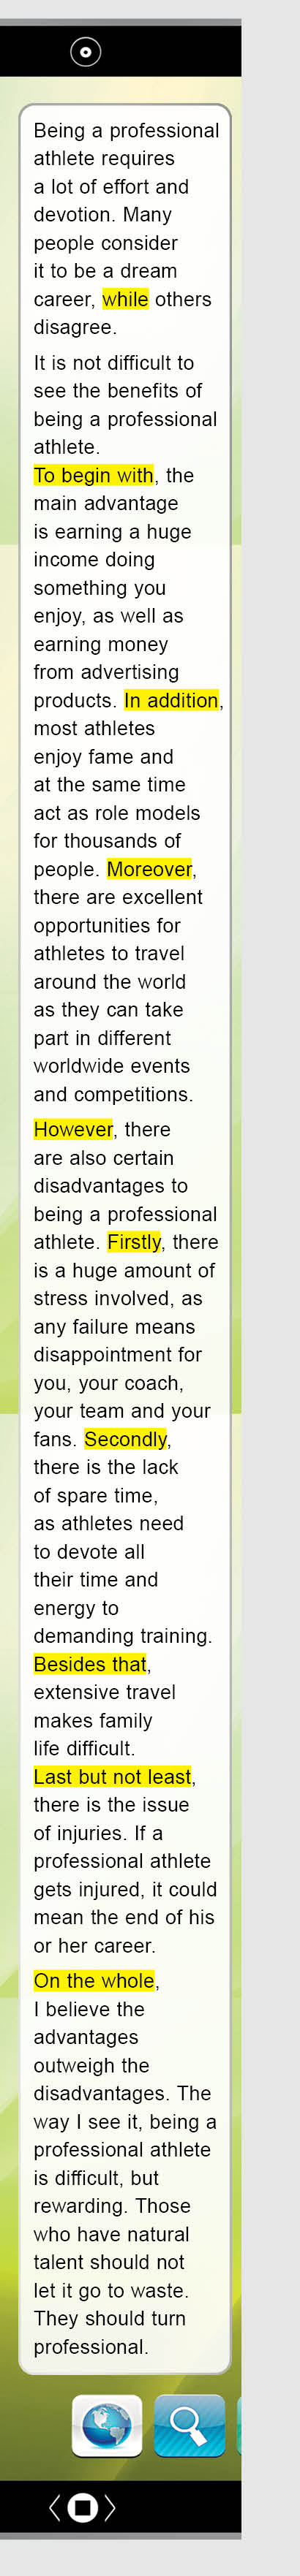 Being a professional
athlete requires
a lot of effort and
devotion. Many
people consider
it to be a dream
career, while others
disagree.
It is not difficult to
see the benefits of
being a professional
athlete.
To begin with, the
main advantage
is earning a huge
income doing
something you
enjoy, as well as
earning money
from advertising
products. In addition,
most athletes
enjoy fame and
at the same time
act as role models
for thousands of
people. Moreover,
there are excellent
opportunities for
athletes to travel
around the world
as they can take
part in different
worldwide events
and competitions.
However, there
are also certain
disadvantages to
being a professional
athlete. Firstly, there
is a huge amount of
stress involved, as
any failure means
disappointment for
you, your coach,
your team and your
fans. Secondly,
there is the lack
of spare time,
as athletes need
to devote all
their time and
energy to
demanding training.
Besides that,
extensive travel
makes family
life difficult.
Last but not least,
there is the issue
of injuries. If a
professional athlete
gets injured, it could
mean the end of his
or her career.
On the whole,
I believe the
advantages
outweigh the
disadvantages. The
way I see it, being a
professional athlete
is difficult, but
rewarding. Those
who have natural
talent should not
let it go to waste.
They should turn
professional.